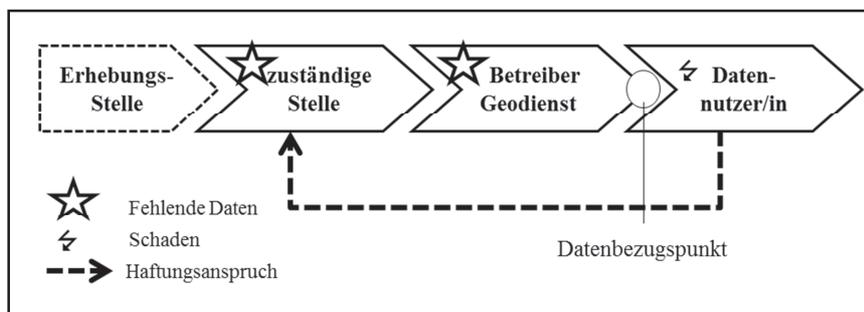 Erhebungs-
Stelle
zuständige
Stelle
Betreiber
Geodienst
Daten-
nutzer/in
Fehlende Daten
Schaden
Haftungsanspruch
Datenbezugspunkt